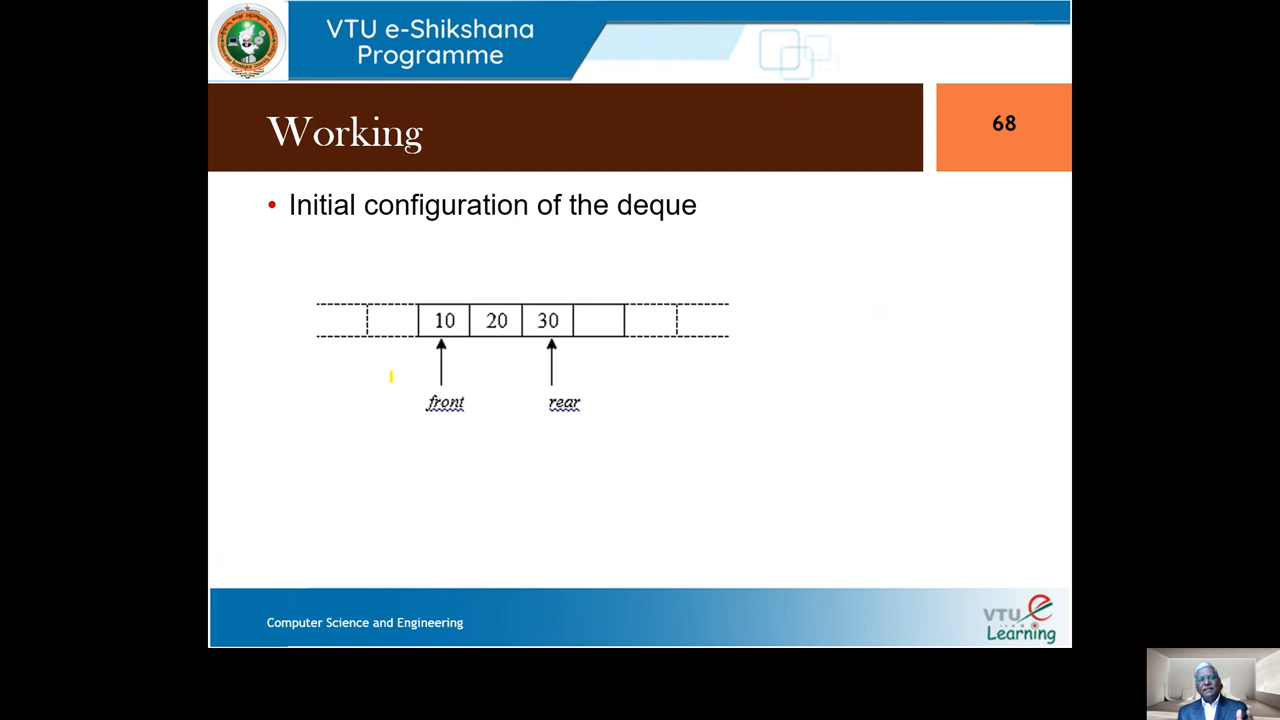 VTU e-Shikshana
Programme
Working
68
• Initial configuration of the deque
10 20 30
front rear
Computer Science and Engineering
VTU e
Learning